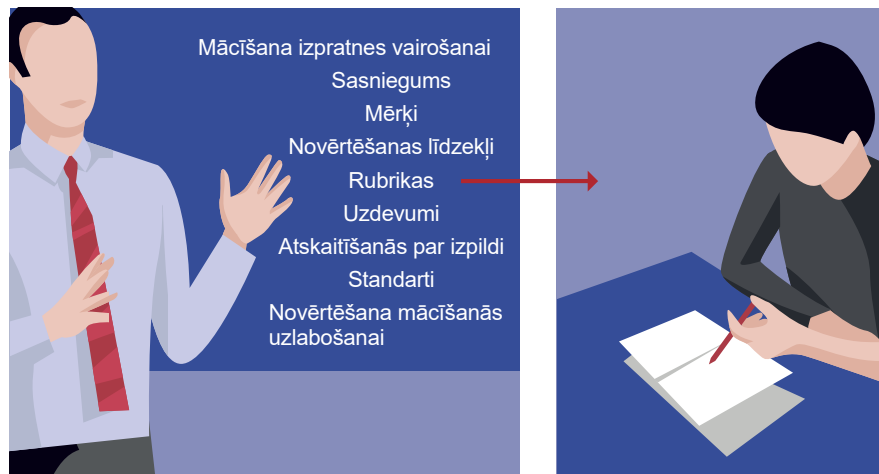 Mācīšana izpratnes vairošanai
Sasniegums
Mērķi
Novērtēšanas līdzekļi
Rubrikas
Uzdevumi
Atskaitīšanās par izpildi
Standarti
Novērtēšana mācīšanās
uzlabošanai